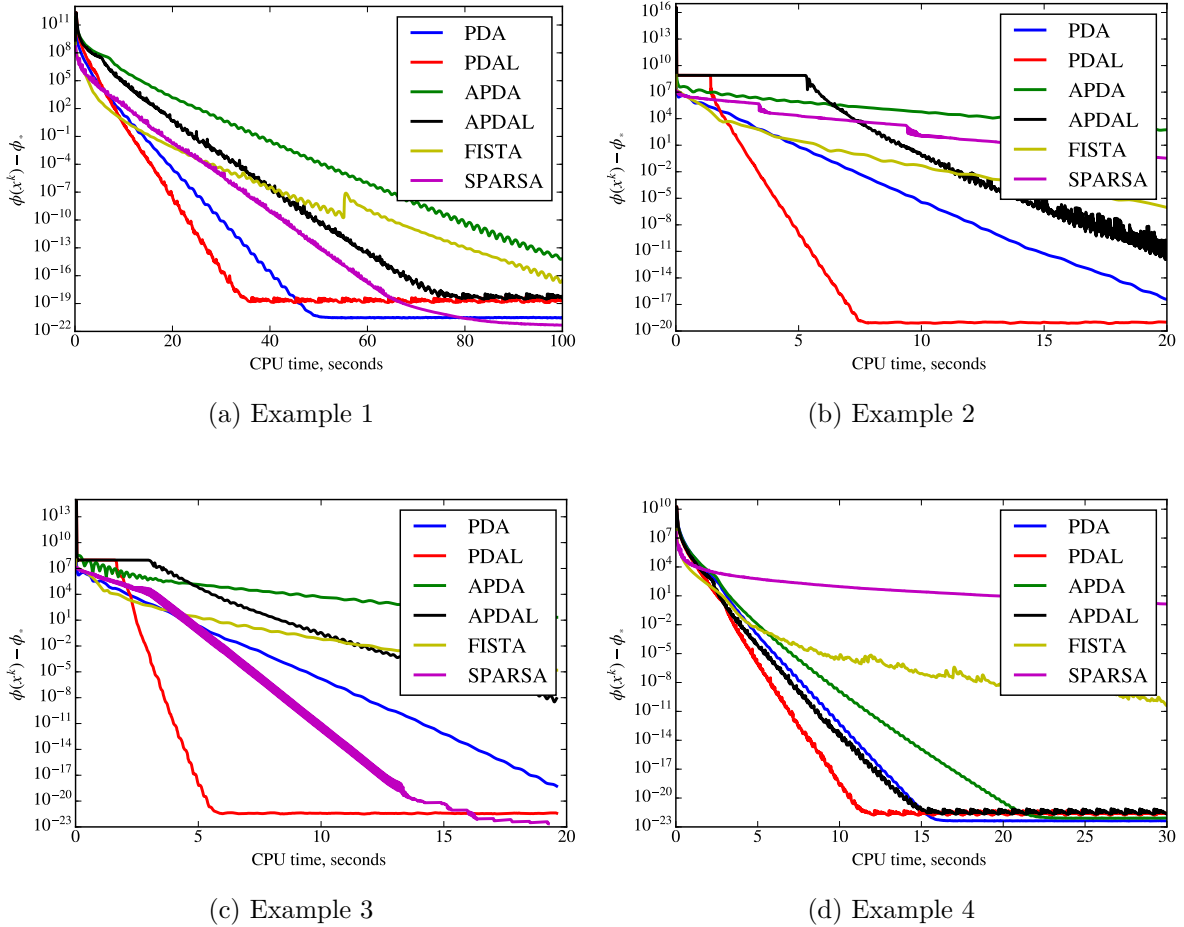 10^11
10^8
10^5
10^2
10^-1
10^-4
10^-7
10^-10
10^-13
10^-16
10^-19
10^-22
ϕ(x^k) − ϕ_*
0 20 40 60 80 100
CPU time, seconds
PDA
PDAL
APDA
APDAL
FISTA
SPARSA
(a) Example 1
10^16
10^13
10^10
10^7
10^4
10^1
10^-2
10^-5
10^-8
10^-11
10^-14
10^-17
10^-20
ϕ(x^k) − ϕ_*
0 5 10 15 20
CPU time, seconds
PDA
PDAL
APDA
APDAL
FISTA
SPARSA
(b) Example 2
10^13
10^10
10^7
10^4
10^1
10^-2
10^-5
10^-8
10^-11
10^-14
10^-17
10^-20
10^-23
ϕ(x^k) − ϕ_*
0 5 10 15 20
CPU time, seconds
PDA
PDAL
APDA
APDAL
FISTA
SPARSA
(c) Example 3
10^10
10^7
10^4
10^1
10^-2
10^-5
10^-8
10^-11
10^-14
10^-17
10^-20
10^-23
ϕ(x^k) − ϕ_*
0 5 10 15 20 25 30
CPU time, seconds
PDA
PDAL
APDA
APDAL
FISTA
SPARSA
(d) Example 4